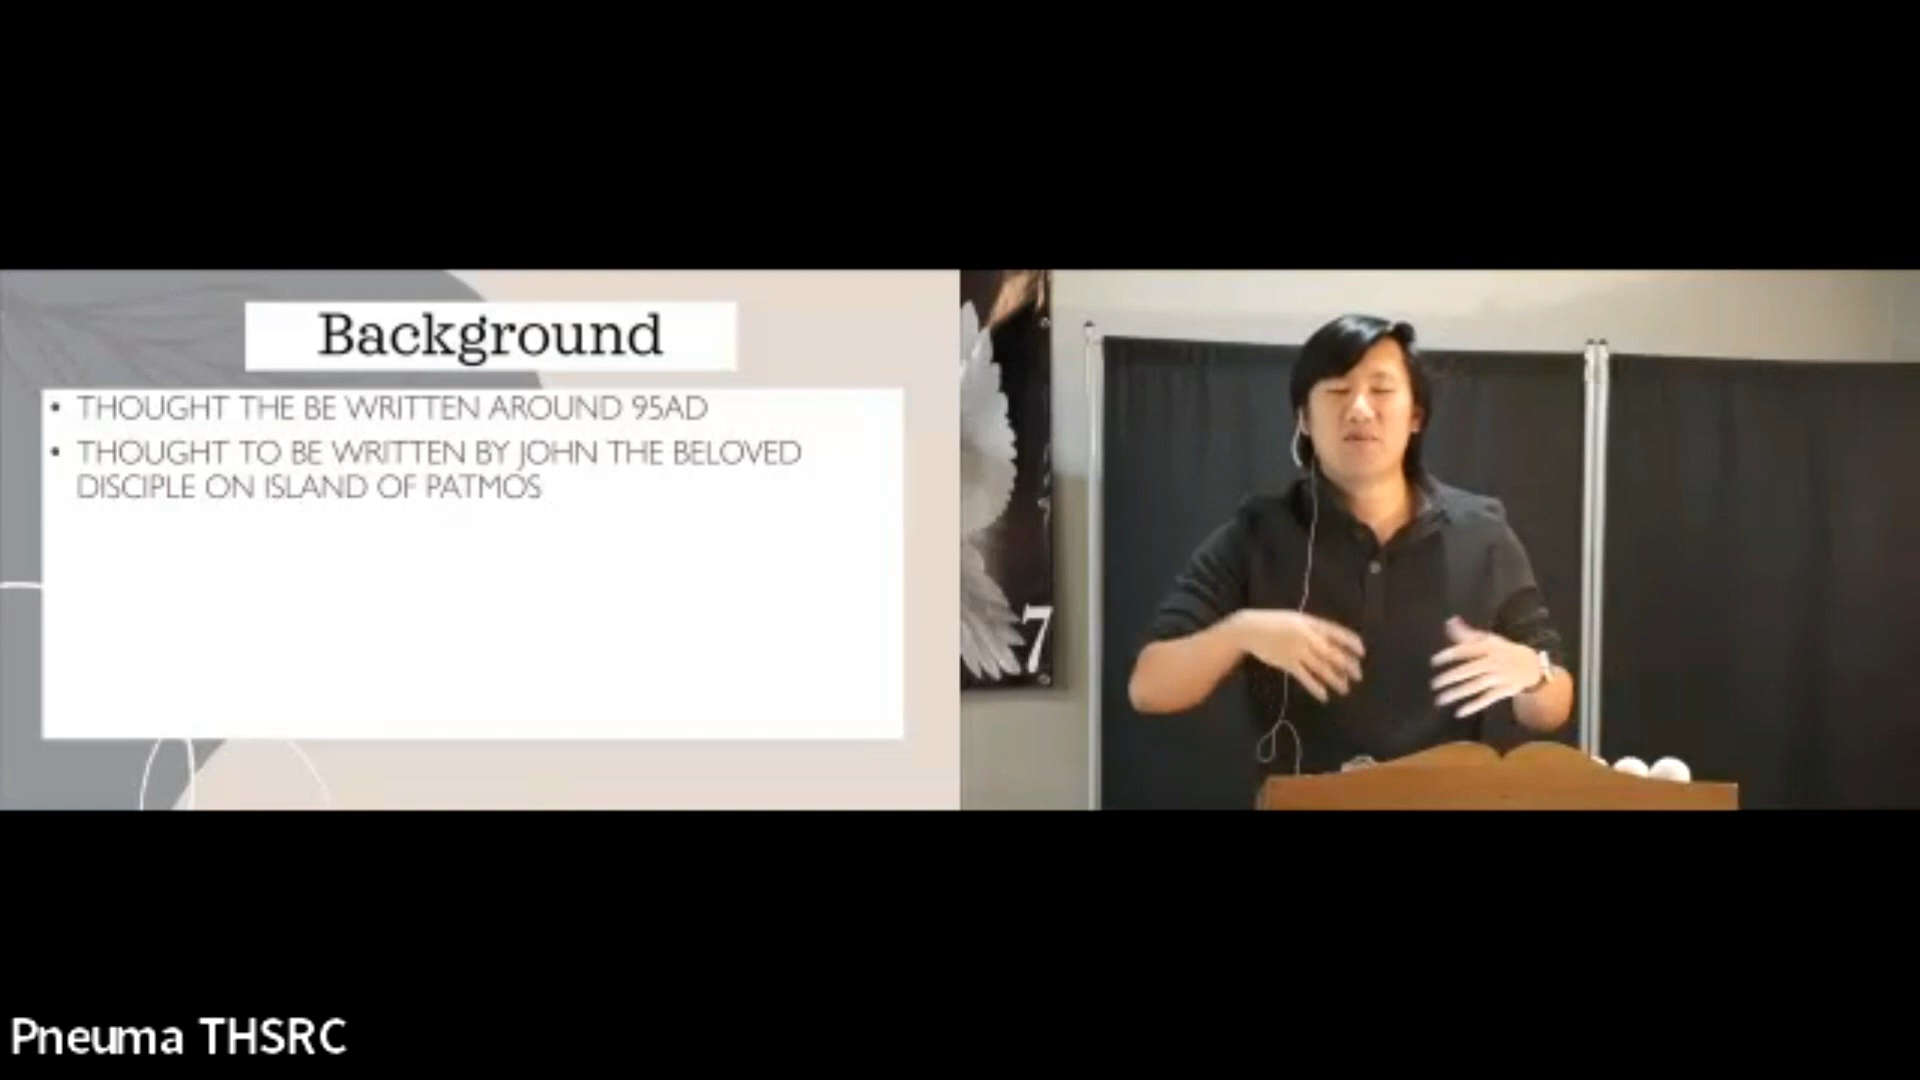 Background
• THOUGHT THE BE WRITTEN AROUND 95AD
• THOUGHT TO BE WRITTEN BY JOHN THE BELOVED
DISCIPLE ON ISLAND OF PATMOS
7
Pneuma THSRC